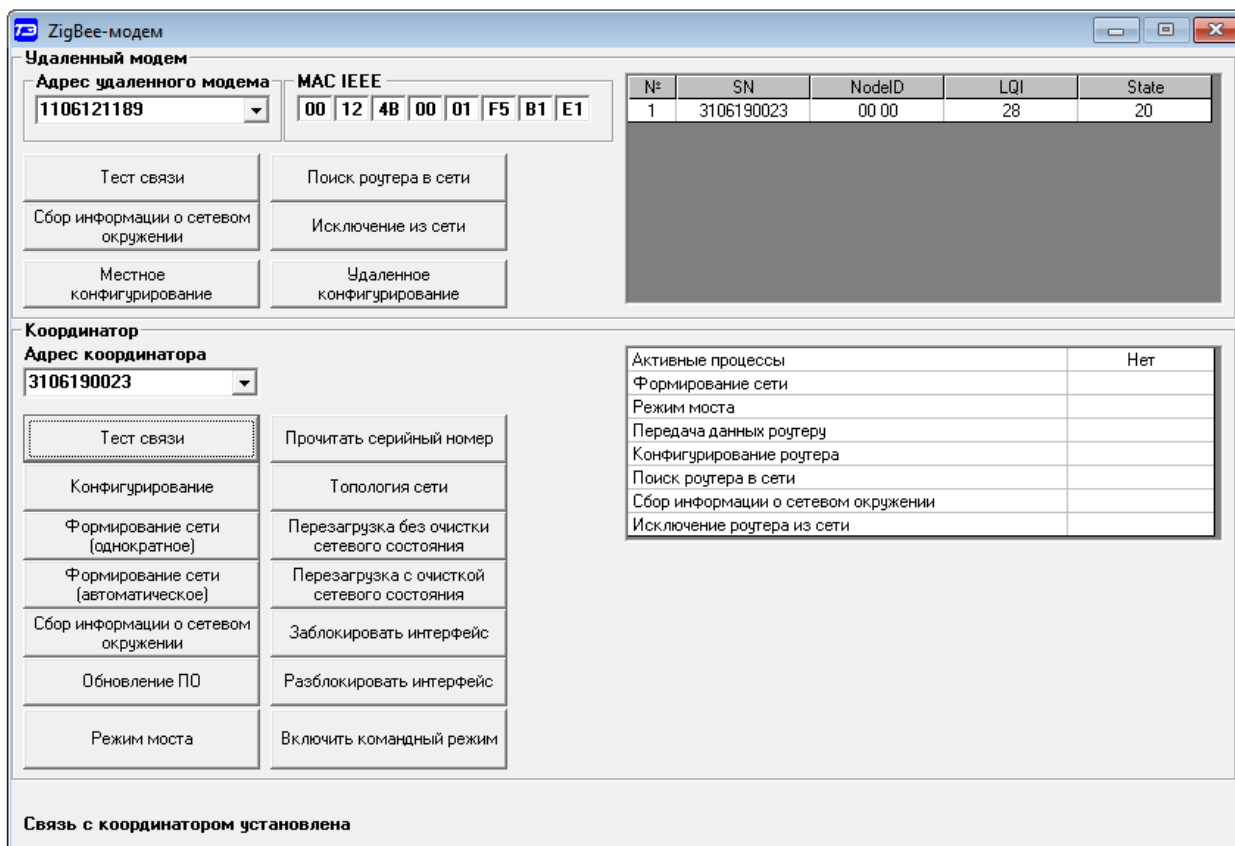 ТЭ ZigBee-модем
Удаленный модем
Адрес удаленного модема
1106121189
MAC IEEE
00 12 4B 00 01 F5 B1 E1
Тест связи
Поиск роутера в сети
Сбор информации о сетевом
окружении
Исключение из сети
Местное
конфигурирование
Удаленное
конфигурирование
№ SN NodeID LQI State
1 3106190023 00 00 28 20
Координатор
Адрес координатора
3106190023
Тест связи
Прочитать серийный номер
Конфигурирование
Топология сети
Формирование сети
(однократное)
Перезагрузка без очистки
сетевого состояния
Формирование сети
(автоматическое)
Перезагрузка с очисткой
сетевого состояния
Сбор информации о сетевом
окружении
Заблокировать интерфейс
Обновление ПО
Разблокировать интерфейс
Режим моста
Включить командный режим
Активные процессы Нет
Формирование сети
Режим моста
Передача данных роутеру
Конфигурирование роутера
Поиск роутера в сети
Сбор информации о сетевом окружении
Исключение роутера из сети
Связь с координатором установлена